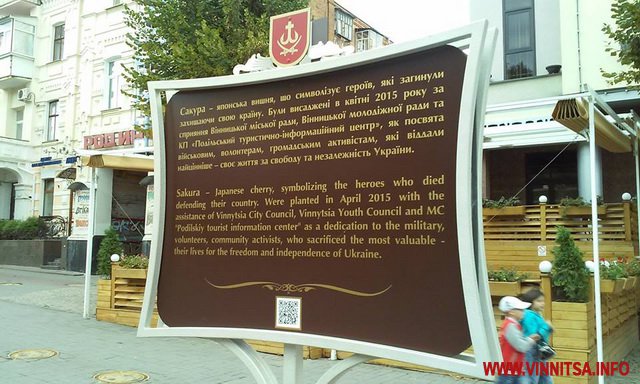 Сакура – японська вишня, що символізує героїв, які загинули
захищаючи свою країну. Були висаджені в квітні 2015 року за
сприяння Вінницької міської ради, Вінницької молодіжної ради та
КП «Подільський туристично-інформаційний центр», як посвята
військовим, волонтерам, громадським активістам, які віддали
найцінніше – своє життя за свободу та незалежність України.
Sakura – Japanese cherry, symbolizing the heroes who died
defending their country. Were planted in April 2015 with the
assistance of Vinnytsia City Council, Vinnytsia Youth Council and MC
"Podilskiy tourist information center" as a dedication to the military,
volunteers, community activists, who sacrificed the most valuable -
their lives for the freedom and independence of Ukraine.
WWW.VINNITSA.INFO